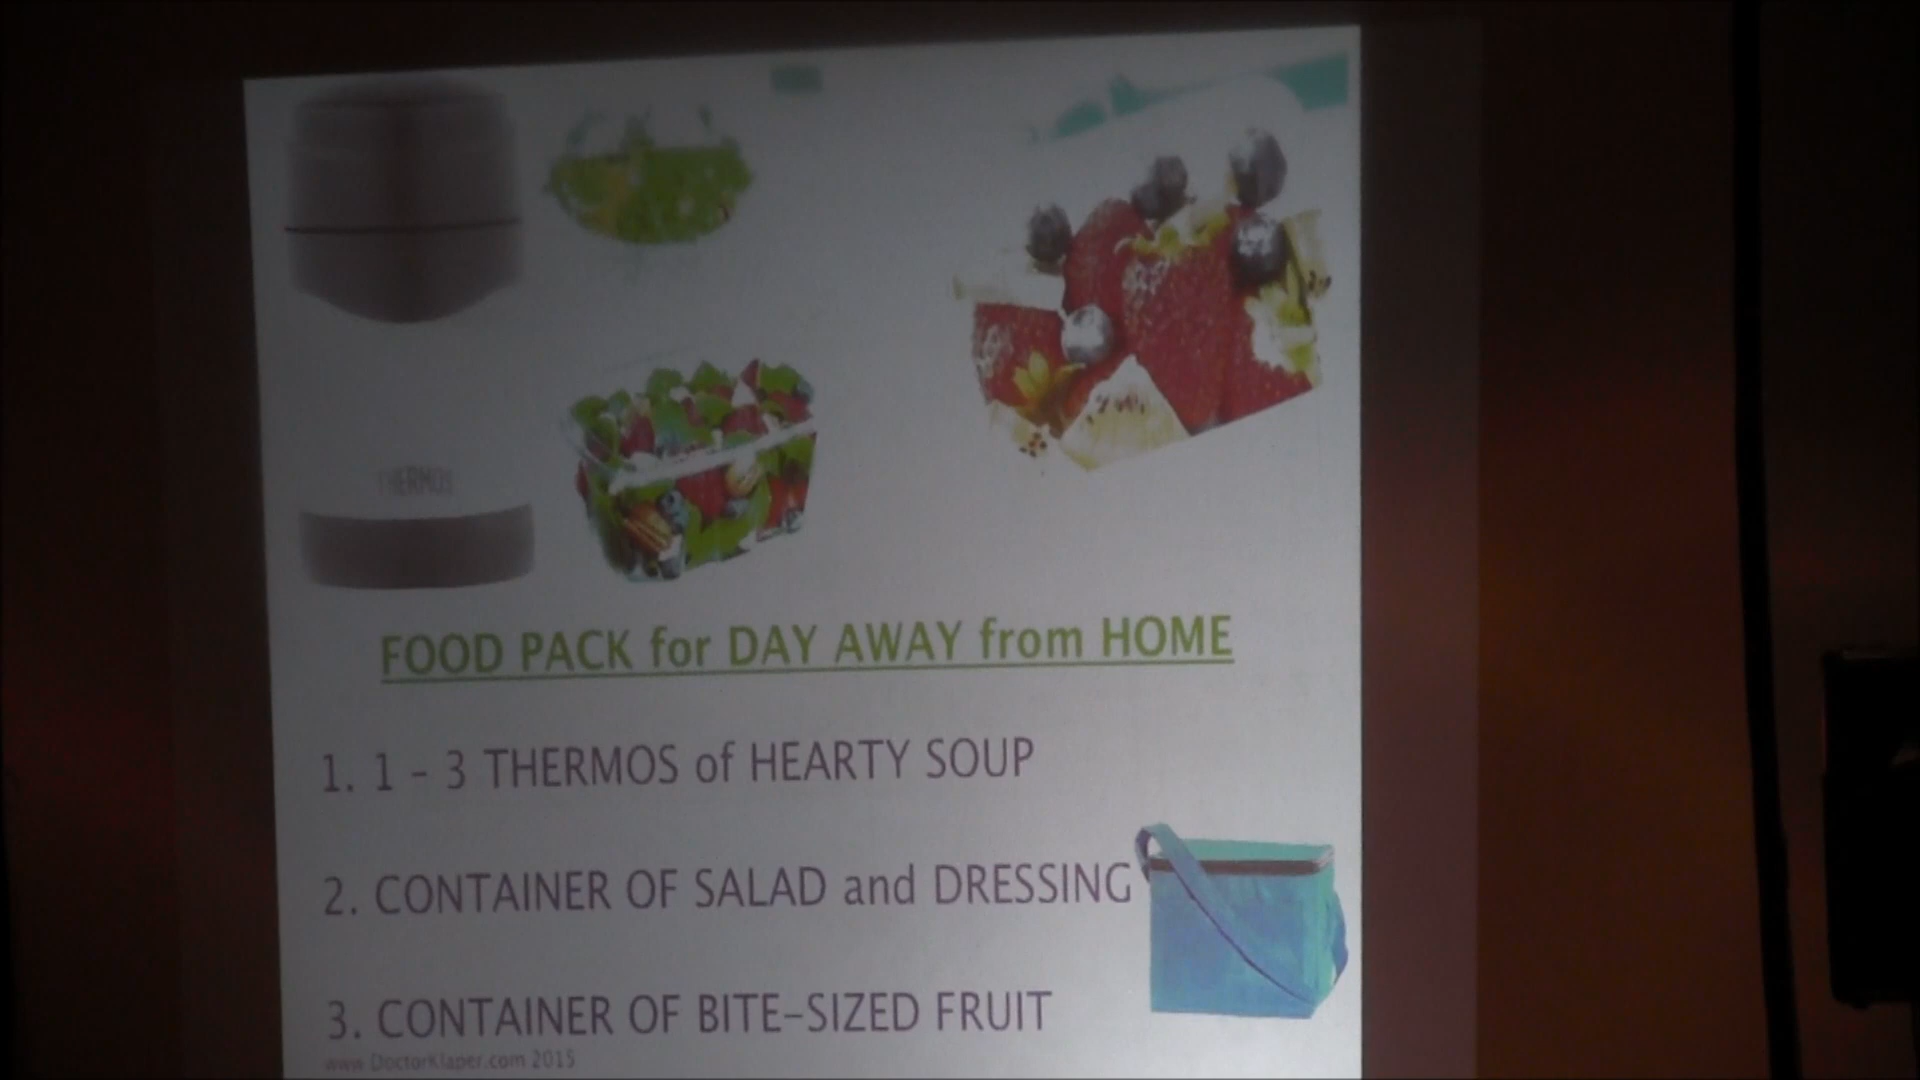 THERMOS
FOOD PACK for DAY AWAY from HOME
1. 1 - 3 THERMOS of HEARTY SOUP
2. CONTAINER OF SALAD and DRESSING
3. CONTAINER OF BITE-SIZED FRUIT
www.DoctorKlaper.com 2015